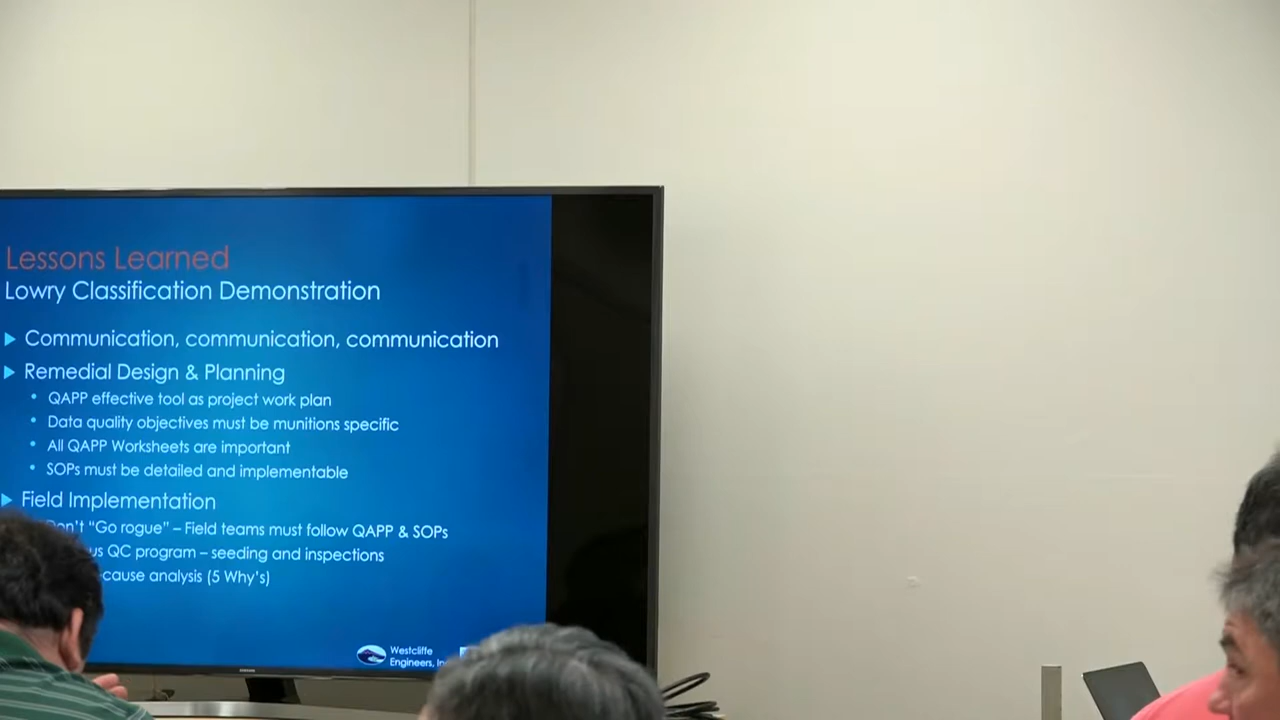 Lessons Learned
Lowry Classification Demonstration
Communication, communication, communication
Remedial Design & Planning
QAPP effective tool as project work plan
Data quality objectives must be munitions specific
All QAPP Worksheets are important
SOPs must be detailed and implementable
Field Implementation
"Go rogue" – Field teams must follow QAPP & SOPs
QC program – seeding and inspections
cause analysis (5 Why's)
Westcliffe
Engineers,
SAMSUNG